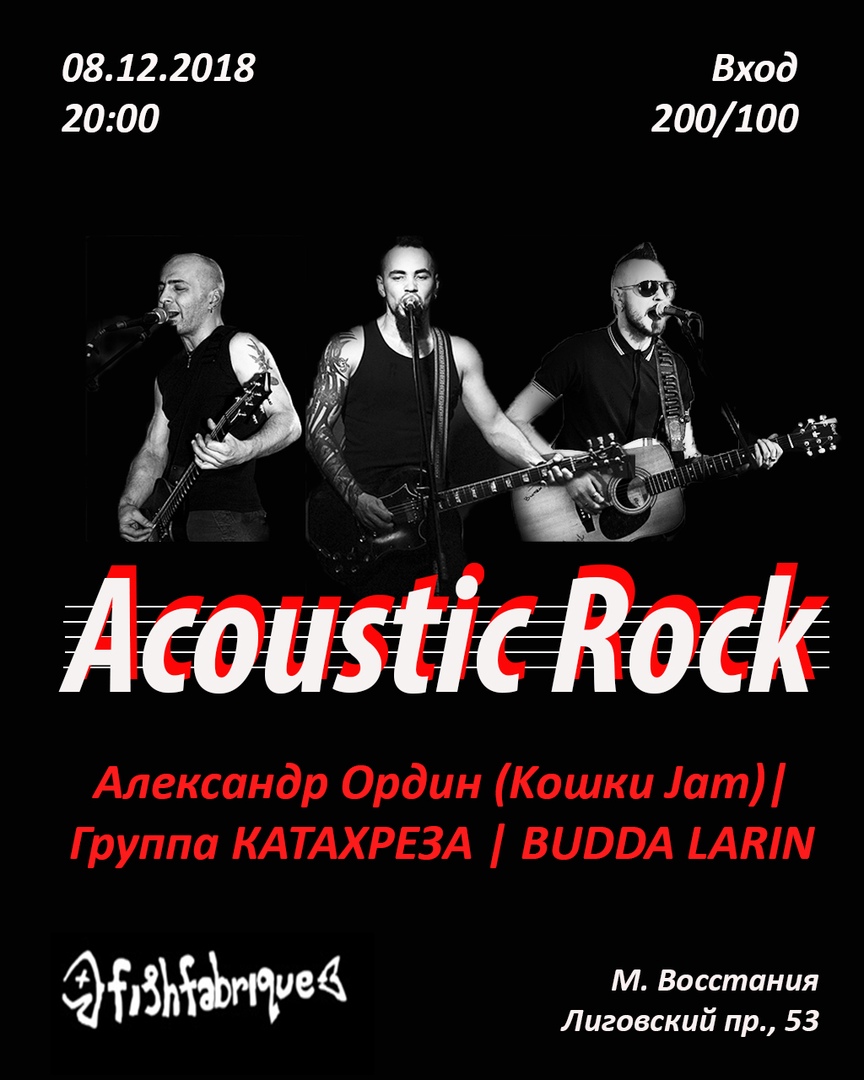 08.12.2018
20:00
Вход
200/100
Acoustic Rock
Александр Ордин (Кошки Jam)|
Группа КАТАХРЕЗА | BUDDA LARIN
fishfabrique
М. Восстания
Лиговский пр., 53